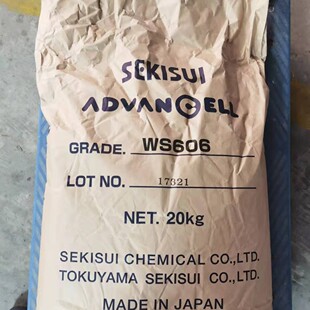 SEKISUI
ADVANCELL
GRADE. WS606
LOT NO. 17321
NET. 20kg
SEKISUI CHEMICAL CO.,LTD.
TOKUYAMA SEKISUI CO.,LTD.
MADE IN JAPAN